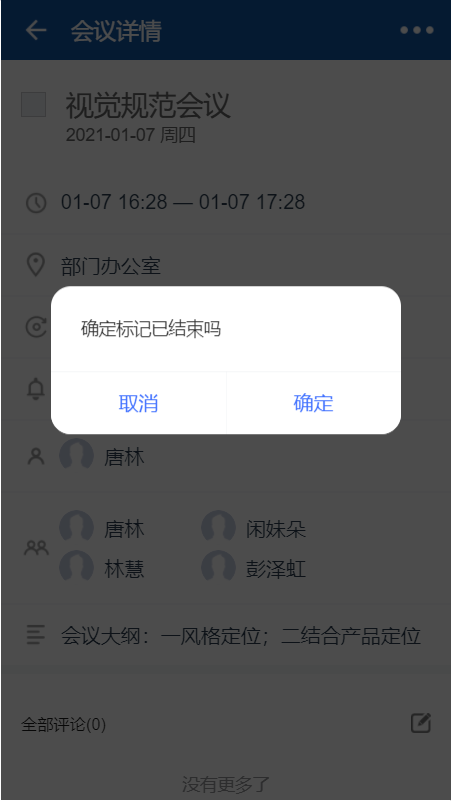 会议详情
视觉规范会议
2021-01-07 周四
01-07 16:28 — 01-07 17:28
部门办公室
确定标记已结束吗
取消 确定
唐林
唐林 闲妹朵
林慧 彭泽虹
会议大纲：一风格定位；二结合产品定位
全部评论(0)
没有更多了